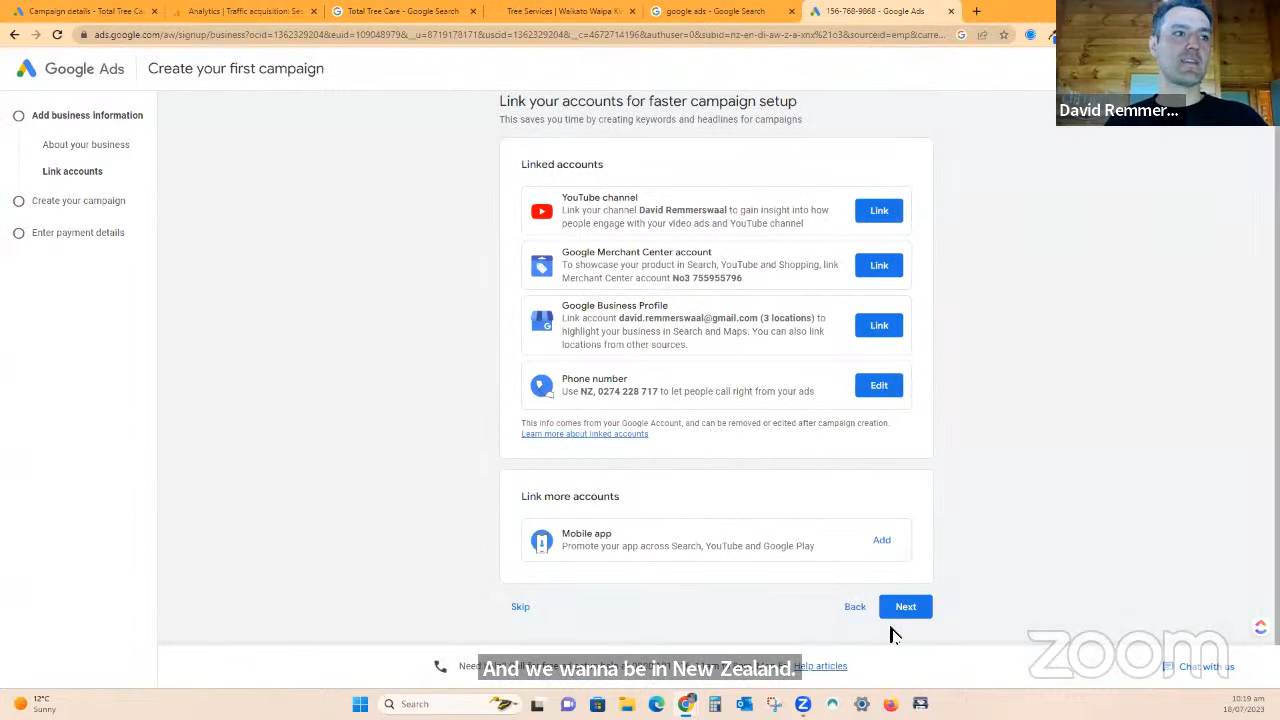 Campaign details - Se
Analytics | Traffic acquisition: Ses
Total Tree Care - Search
Tree Services | Waikato Waipa Ki
google ads - Google Search
156-768-9868 - Google Ads
ads.google.com/aw/signup/business?ocid=1363229204&euid=1090489796&__u=8719178171&uscid=1363229204&__c=4672714196&authuser=0&subid=nz-en-di-aw-z-a-xnx%21o3&sourceid=emp&curre...
Google Ads
Create your first campaign
David Remmer...
Add business information
About your business
Link accounts
Create your campaign
Enter payment details
Link your accounts for faster campaign setup
This saves you time by creating keywords and headlines for campaigns
Linked accounts
YouTube channel
Link your channel David Remmerswaal to gain insight into how
people engage with your video ads and YouTube channel
Link
Google Merchant Center account
To showcase your product in Search, YouTube and Shopping, link
Merchant Center account No3 755955796
Link
Google Business Profile
Link account david.remmerswaal@gmail.com (3 locations) to
highlight your business in Search and Maps. You can also link
locations from other sources.
Link
Phone number
Use NZ, 0274 228 717 to let people call right from your ads
Edit
This info comes from your Google Account, and can be removed or edited after campaign creation.
Learn more about linked accounts
Link more accounts
Mobile app
Promote your app across Search, YouTube and Google Play
Add
Skip
Back
Next
zoom
Help articles
Chat with us
And we wanna be in New Zealand.
12°C
Sunny
Search
10:19 am
18/07/2023